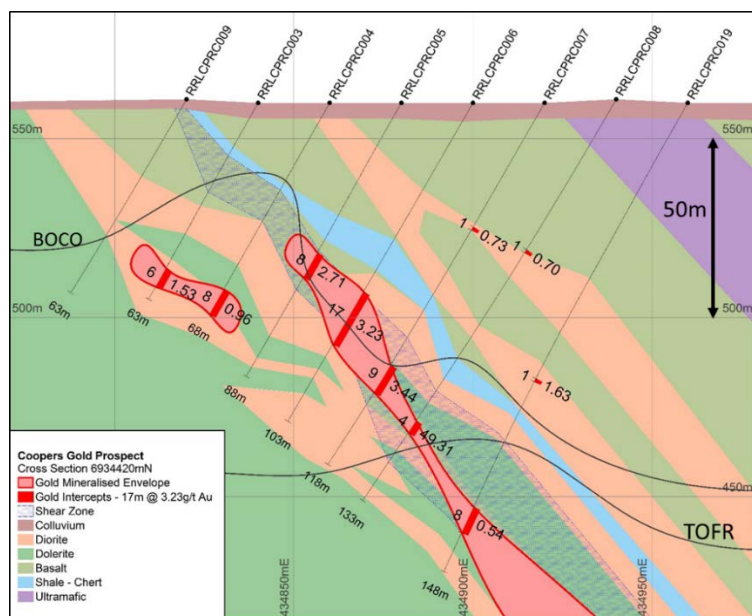 RRLCPRC009
RRLCPRC003
RRLCPRC004
RRLCPRC005
RRLCPRC006
RRLCPRC007
RRLCPRC008
RRLCPRC019
550m
550m
50m
BOCO
1 0.73
1 0.70
8 2.71
6 1.53
8 0.96
63m
63m
68m
500m
500m
17 3.23
9 3.44
1 1.63
88m
103m
4 49.31
118m
133m
450m
TOFR
8 0.54
148m
434850mE
434900mE
434950mE
Coopers Gold Prospect
Cross Section 6934420mN
Gold Mineralised Envelope
Gold Intercepts - 17m @ 3.23g/t Au
Shear Zone
Colluvium
Diorite
Dolerite
Basalt
Shale - Chert
Ultramafic